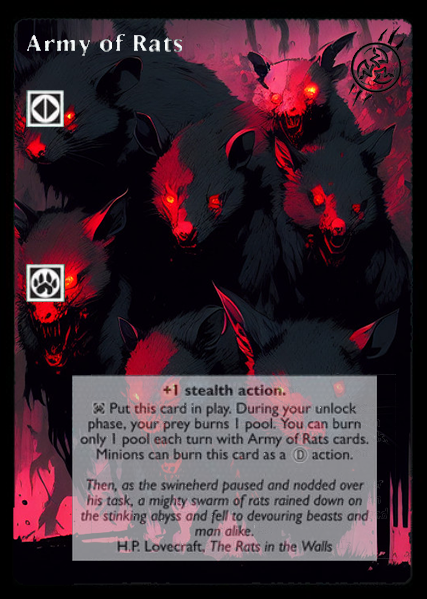 Army of Rats
+1 stealth action.
Put this card in play. During your unlock
phase, your prey burns 1 pool. You can burn
only 1 pool each turn with Army of Rats cards.
Minions can burn this card as a Ⓓ action.
Then, as the swineherd paused and nodded over
his task, a mighty swarm of rats rained down on
the stinking abyss and fell to devouring beasts and
man alike.
H.P. Lovecraft, The Rats in the Walls